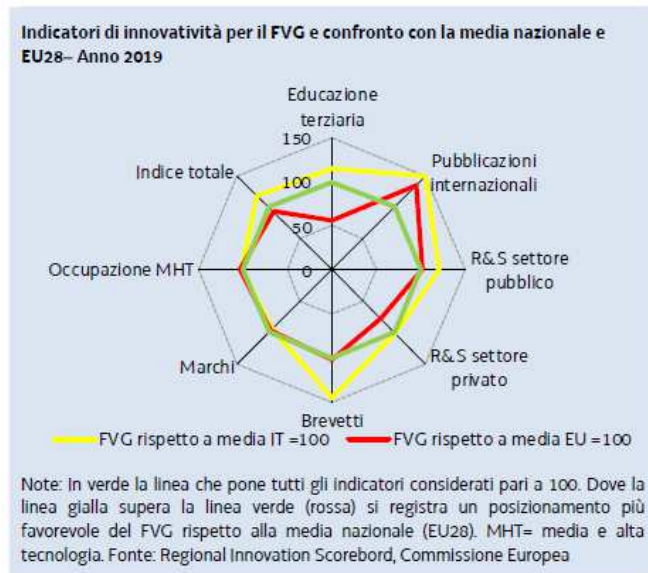 Indicatori di innovatività per il FVG e confronto con la media nazionale e
EU28– Anno 2019
Educazione
terziaria
150
Pubblicazioni
internazionali
Indice totale
100
50
Occupazione MHT
0
R&S settore
pubblico
Marchi
R&S settore
privato
Brevetti
FVG rispetto a media IT =100
FVG rispetto a media EU =100
Note: In verde la linea che pone tutti gli indicatori considerati pari a 100. Dove la
linea gialla supera la linea verde (rossa) si registra un posizionamento più
favorevole del FVG rispetto alla media nazionale (EU28). MHT= media e alta
tecnologia. Fonte: Regional Innovation Scorebord, Commissione Europea